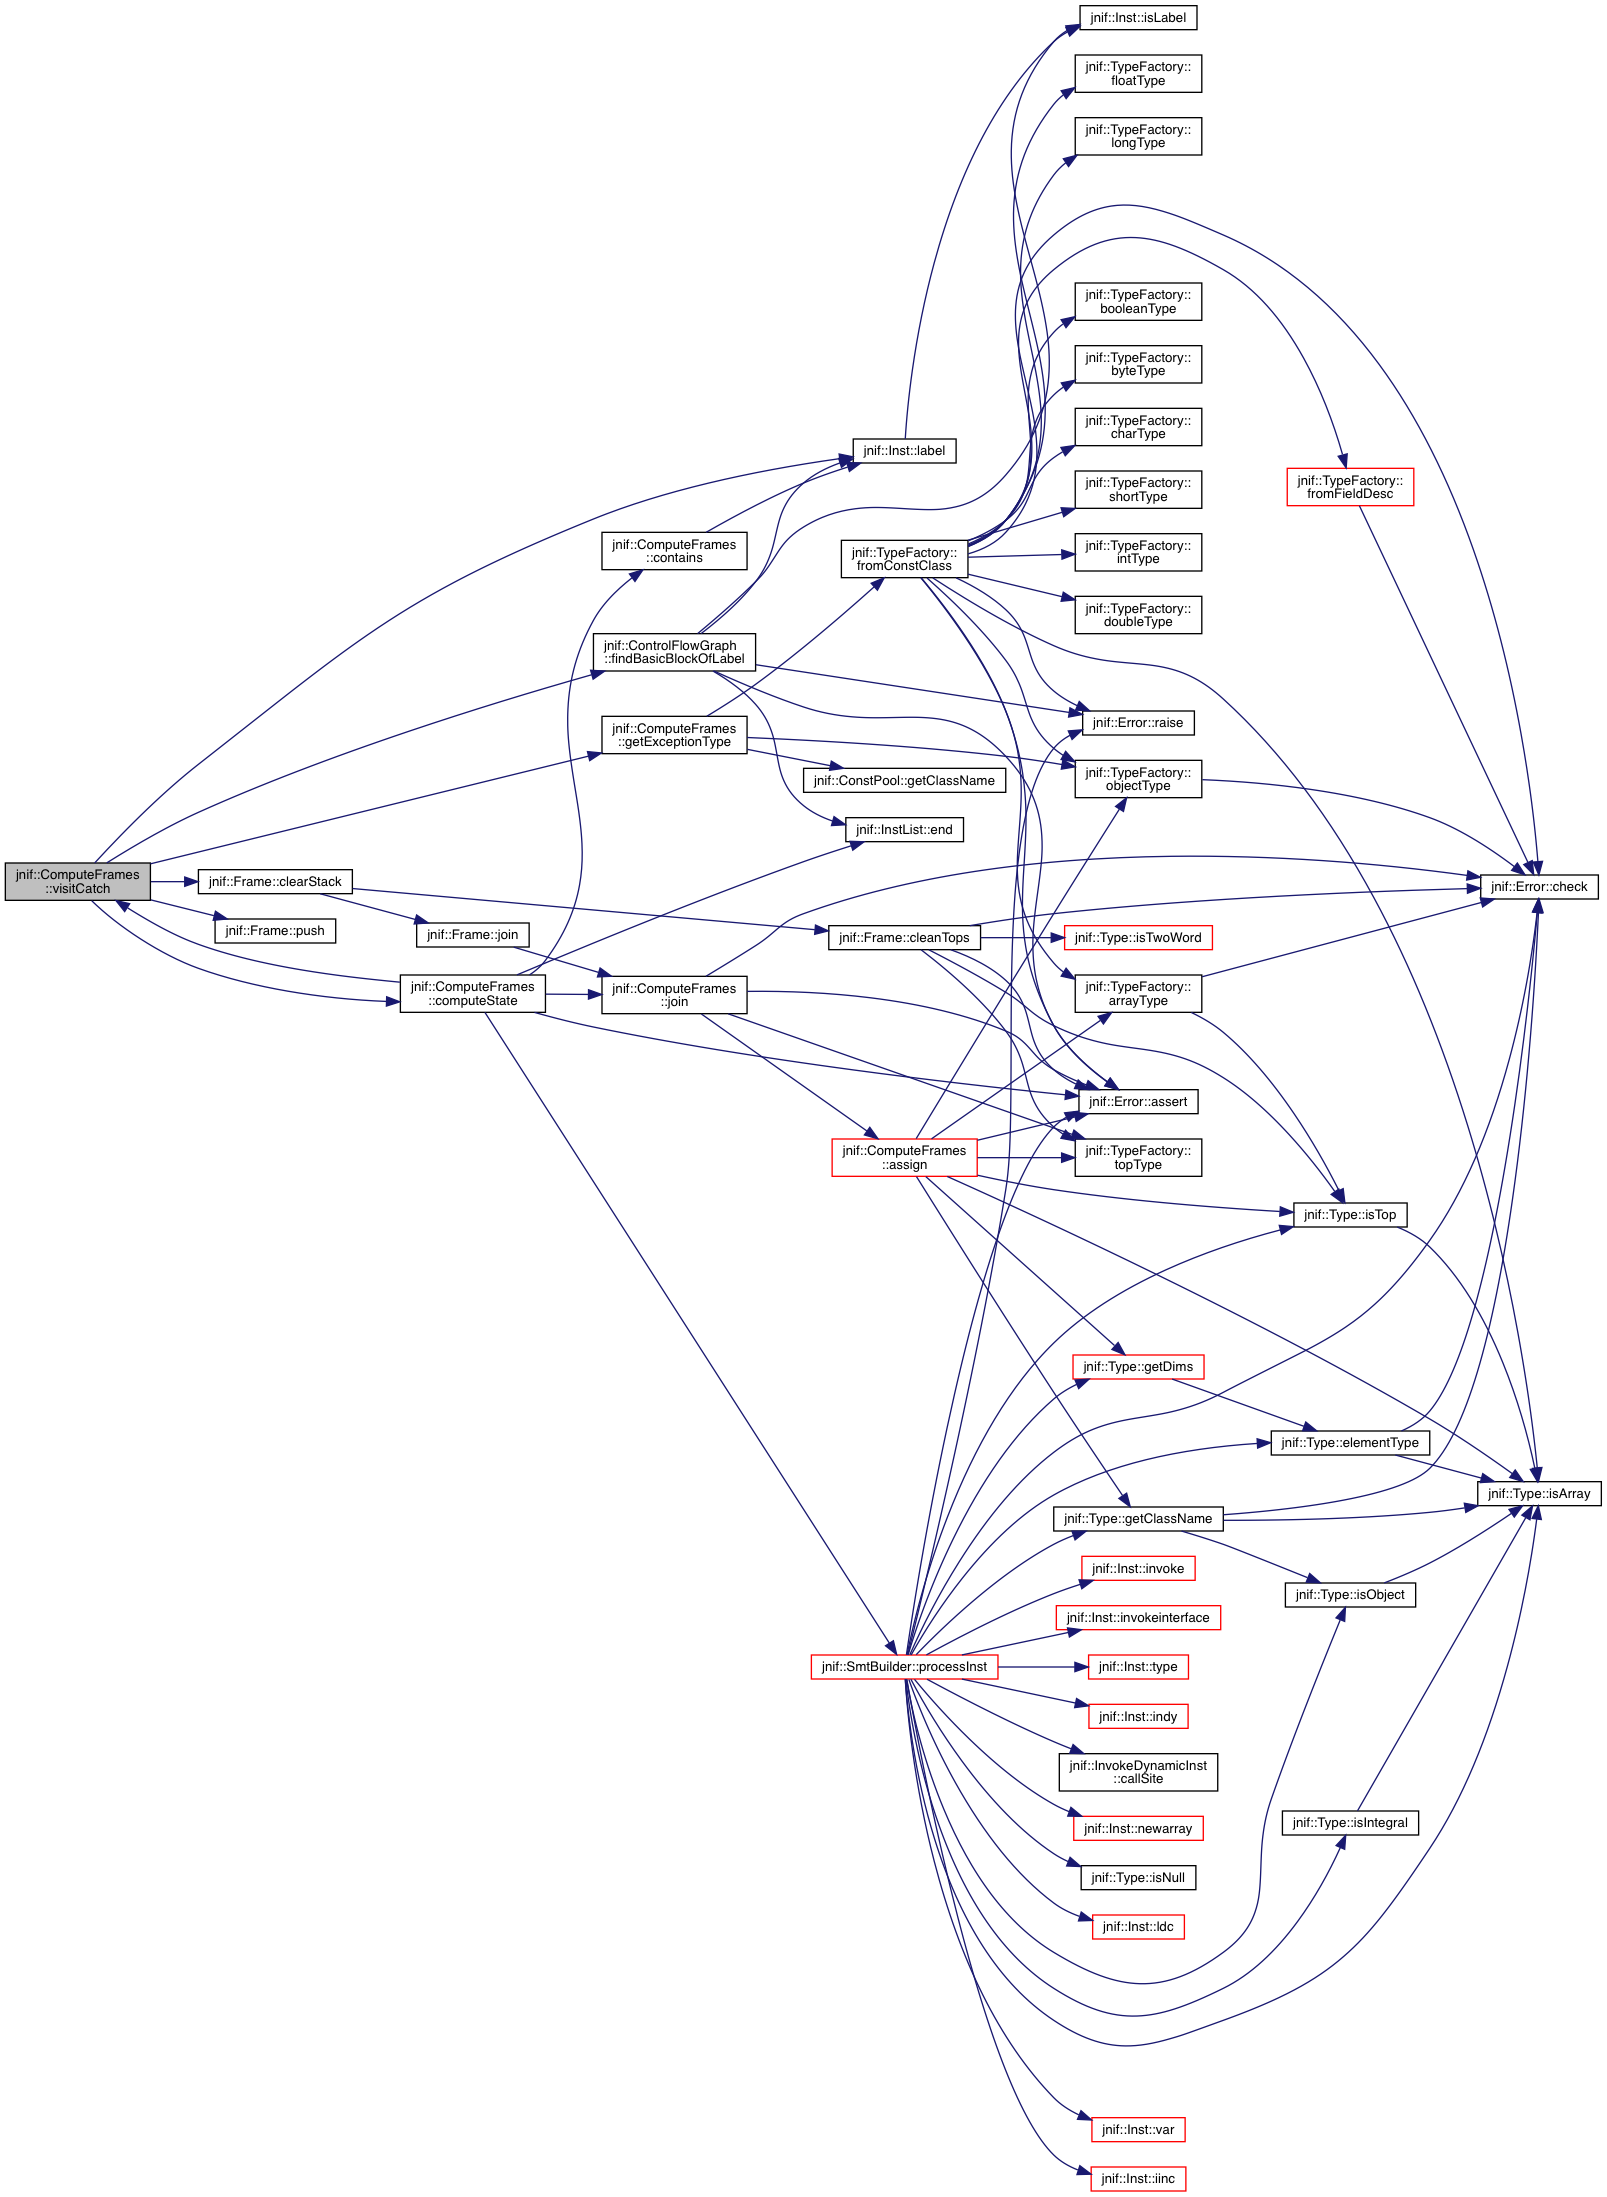 jnif::ComputeFrames
::visitCatch
jnif::Frame::clearStack
jnif::Frame::push
jnif::Frame::join
jnif::ComputeFrames
::computeState
jnif::ComputeFrames
::contains
jnif::ControlFlowGraph
::findBasicBlockOfLabel
jnif::ComputeFrames
::getExceptionType
jnif::ComputeFrames
::join
jnif::Inst::label
jnif::TypeFactory::
fromConstClass
jnif::ConstPool::getClassName
jnif::InstList::end
jnif::Frame::cleanTops
jnif::ComputeFrames
::assign
jnif::SmtBuilder::processInst
jnif::Inst::isLabel
jnif::TypeFactory::
floatType
jnif::TypeFactory::
longType
jnif::TypeFactory::
booleanType
jnif::TypeFactory::
byteType
jnif::TypeFactory::
charType
jnif::TypeFactory::
shortType
jnif::TypeFactory::
intType
jnif::TypeFactory::
doubleType
jnif::Error::raise
jnif::TypeFactory::
objectType
jnif::Type::isTwoWord
jnif::TypeFactory::
arrayType
jnif::Error::assert
jnif::TypeFactory::
topType
jnif::Type::getDims
jnif::Type::getClassName
jnif::Inst::invoke
jnif::Inst::invokeinterface
jnif::Inst::type
jnif::Inst::indy
jnif::InvokeDynamicInst
::callSite
jnif::Inst::newarray
jnif::Type::isNull
jnif::Inst::ldc
jnif::Inst::var
jnif::Inst::iinc
jnif::TypeFactory::
fromFieldDesc
jnif::Type::isTop
jnif::Type::elementType
jnif::Type::isObject
jnif::Type::isIntegral
jnif::Error::check
jnif::Type::isArray